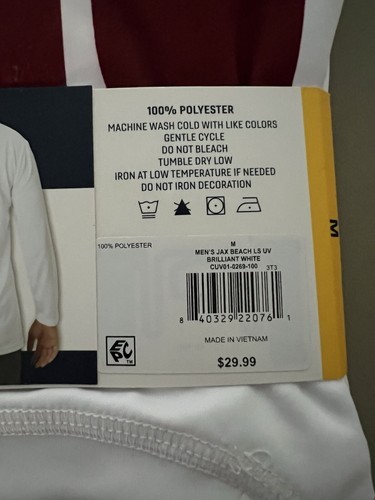 100% POLYESTER
MACHINE WASH COLD WITH LIKE COLORS
GENTLE CYCLE
DO NOT BLEACH
TUMBLE DRY LOW
IRON AT LOW TEMPERATURE IF NEEDED
DO NOT IRON DECORATION
M
100% POLYESTER
M
MEN'S JAX BEACH LS UV
BRILLIANT WHITE
CUV01-0269-100 3T3
8 40329 22076 1
MADE IN VIETNAM
EPC
$29.99